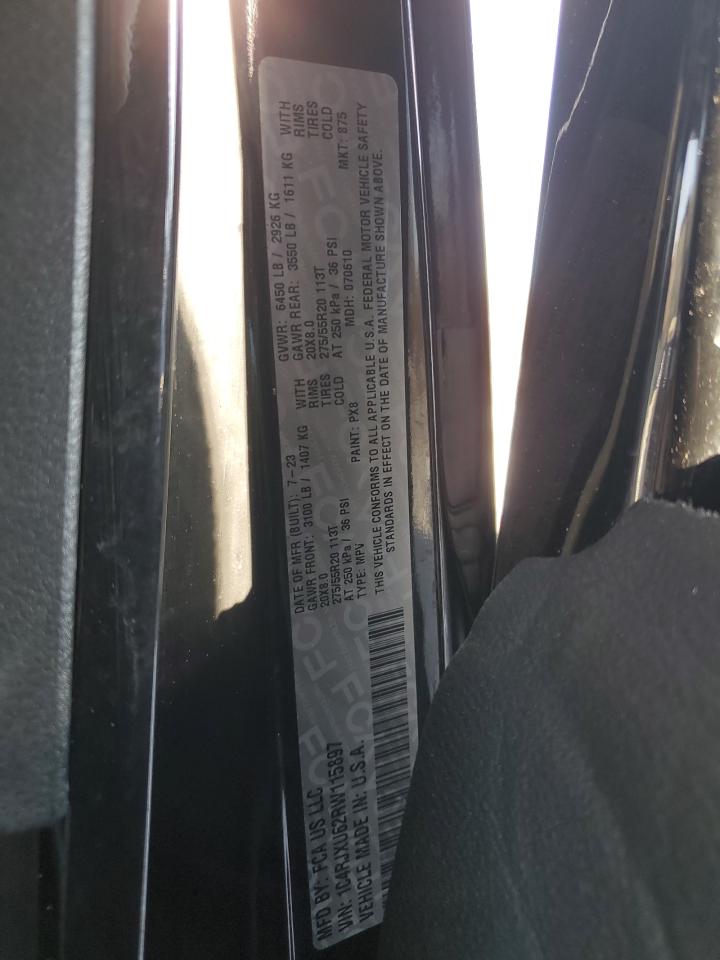 MFD BY: FCA US LLC
VIN: 1C4RJXU62RW115897
VEHICLE MADE IN: U.S.A.
DATE OF MFR (BUILT): 7-23
GAWR FRONT: 3100 LB / 1407 KG WITH
20X8.0 RIMS
275/55R20 113T TIRES
AT 250 kPa / 36 PSI COLD
TYPE: MPV PAINT: PX8
GVWR: 6450 LB / 2926 KG
GAWR REAR: 3550 LB / 1611 KG WITH
20X8.0 RIMS
275/55R20 113T TIRES
AT 250 kPa / 36 PSI COLD
MDH: 070610 MKT: 875
THIS VEHICLE CONFORMS TO ALL APPLICABLE U.S.A. FEDERAL MOTOR VEHICLE SAFETY
STANDARDS IN EFFECT ON THE DATE OF MANUFACTURE SHOWN ABOVE.